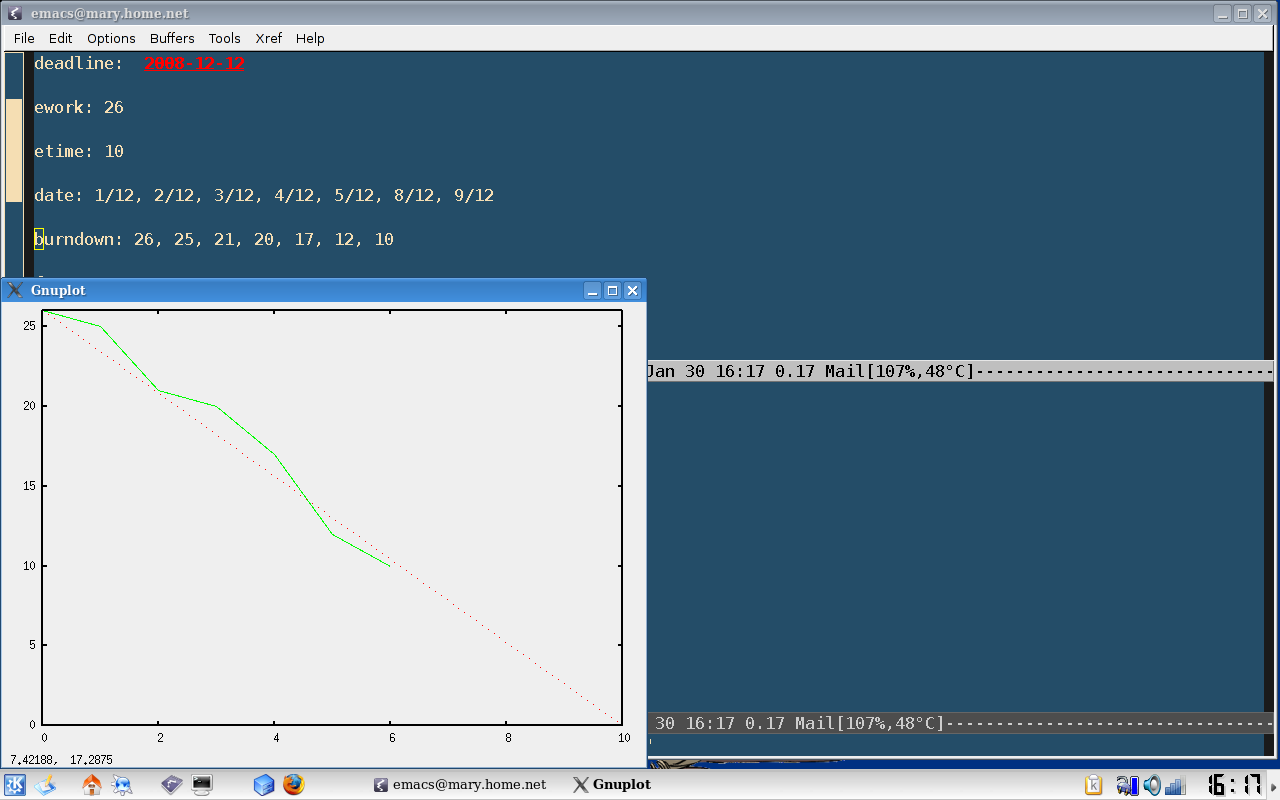 emacs@mary.home.net
File Edit Options Buffers Tools Xref Help
deadline: 2008-12-12
ework: 26
etime: 10
date: 1/12, 2/12, 3/12, 4/12, 5/12, 8/12, 9/12
burndown: 26, 25, 21, 20, 17, 12, 10
Gnuplot
25
20
15
10
5
0
0 2 4 6 8 10
7.42188, 17.2875
Jan 30 16:17 0.17 Mail[107%,48°C]-----------------------------
30 16:17 0.17 Mail[107%,48°C]--------------------------------
emacs@mary.home.net Gnuplot 16:17